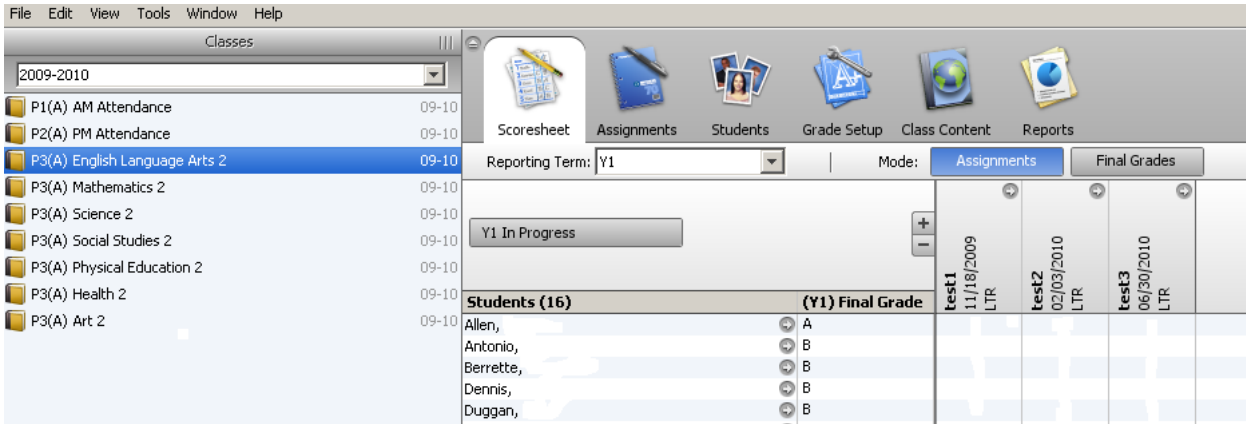 File Edit View Tools Window Help
Classes
2009-2010
P1(A) AM Attendance 09-10
P2(A) PM Attendance 09-10
P3(A) English Language Arts 2 09-10
P3(A) Mathematics 2 09-10
P3(A) Science 2 09-10
P3(A) Social Studies 2 09-10
P3(A) Physical Education 2 09-10
P3(A) Health 2 09-10
P3(A) Art 2 09-10
Scoresheet Assignments Students Grade Setup Class Content Reports
Reporting Term: Y1 Mode: Assignments Final Grades
Y1 In Progress
+
-
test1
11/18/2009
LTR
test2
02/03/2010
LTR
test3
06/30/2010
LTR
Students (16) (Y1) Final Grade
Allen, A
Antonio, B
Berrette, B
Dennis, B
Duggan, B